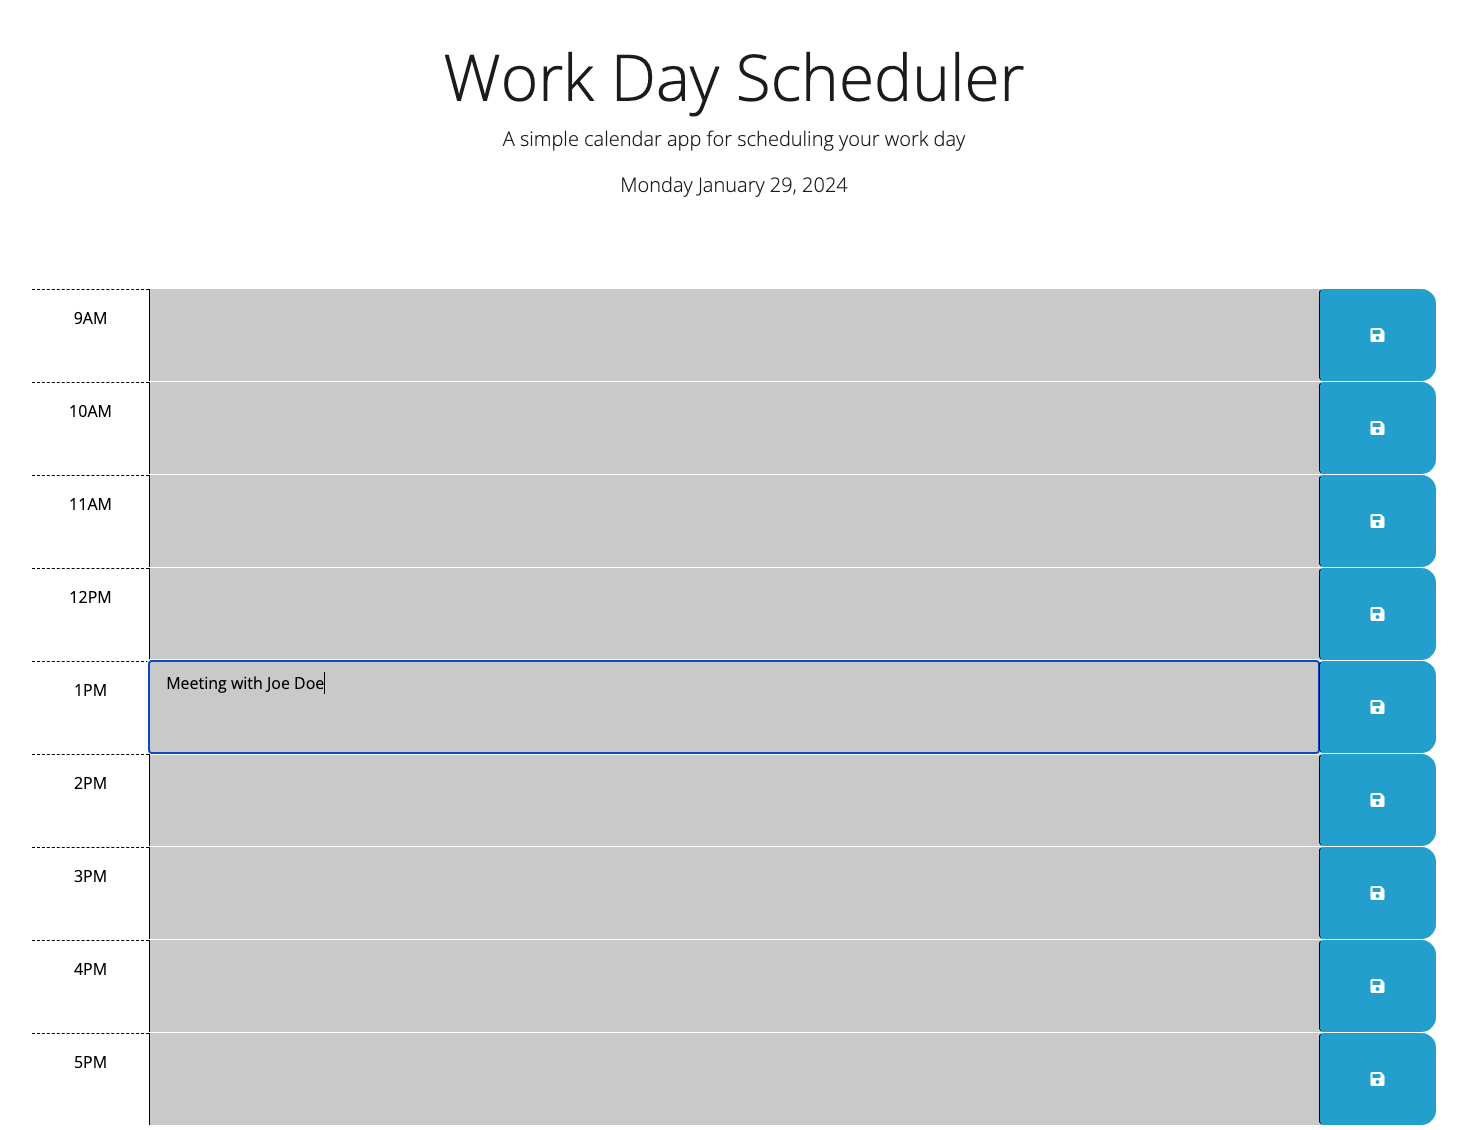 Work Day Scheduler
A simple calendar app for scheduling your work day
Monday January 29, 2024
9AM
10AM
11AM
12PM
1PM
Meeting with Joe Doe
2PM
3PM
4PM
5PM